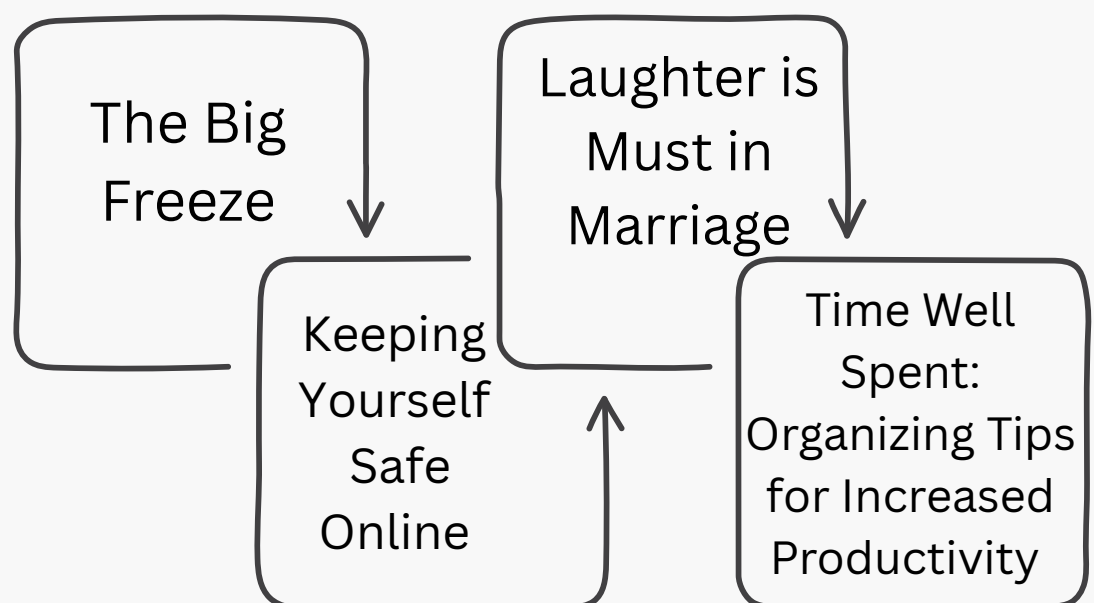 The Big
Freeze
Keeping
Yourself
Safe
Online
Laughter is
Must in
Marriage
Time Well
Spent:
Organizing Tips
for Increased
Productivity